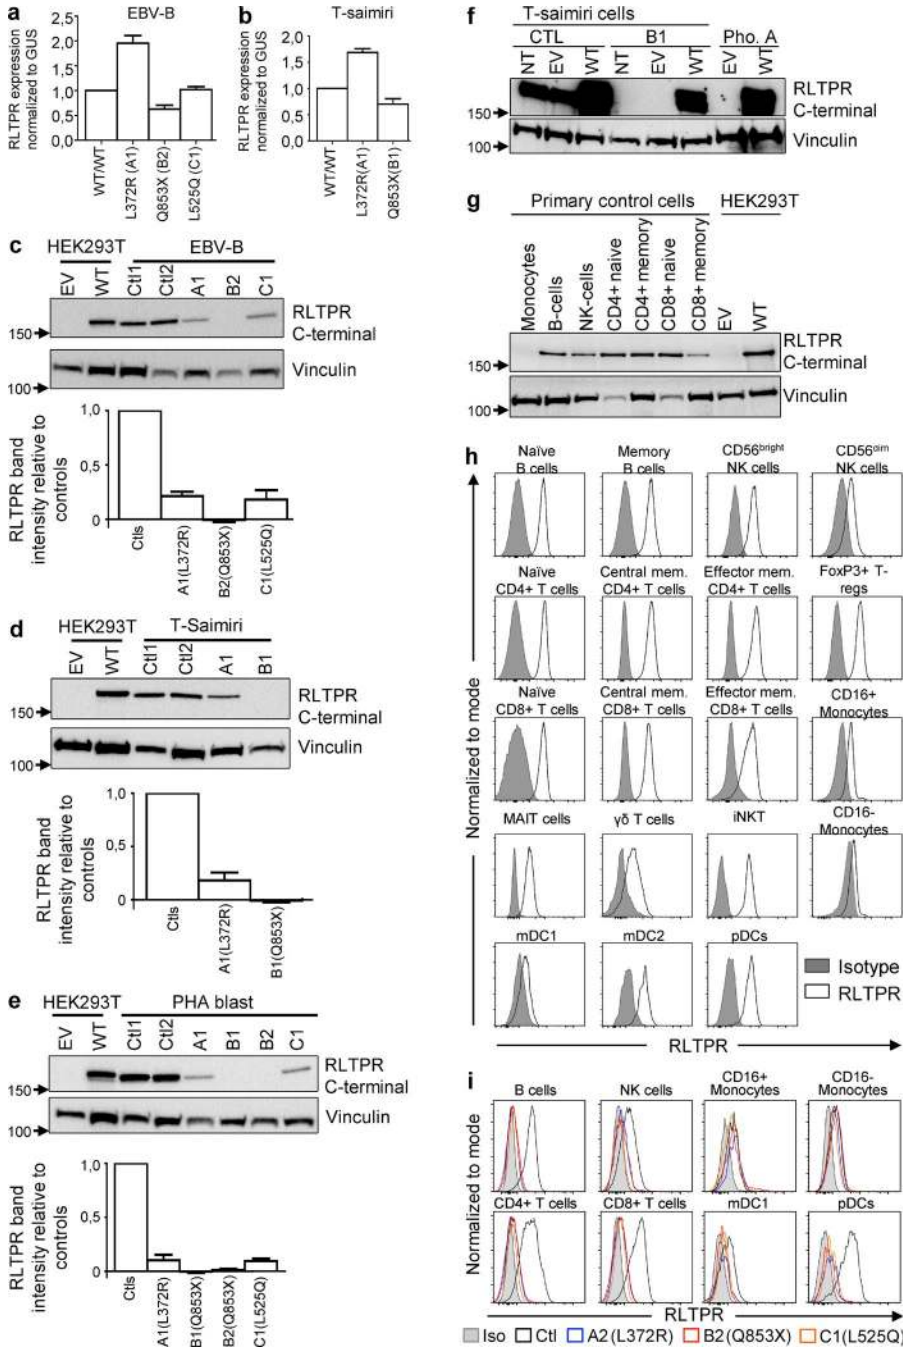 a
EBV-B
RLTPR expression
normalized to GUS
2,0
1,5
1,0
0,5
0
WT/WT
L372R (A1)
Q853X (B2)
L525Q (C1)
b
T-saimiri
RLTPR expression
normalized to GUS
2,0
1,5
1,0
0,5
0
WT/WT
L372R(A1)
Q853X(B1)
c
HEK293T
EBV-B
EV
WT
Ctl1
Ctl2
A1
B2
C1
150
RLTPR
C-terminal
100
Vinculin
RLTPR band
intensity relative to
controls
1,0
0,5
0
Ctls
A1(L372R)
B2(Q853X)
C1(L525Q)
d
HEK293T
T-Saimiri
EV
WT
Ctl1
Ctl2
A1
B1
150
RLTPR
C-terminal
100
Vinculin
RLTPR band
intensity relative to
controls
1,0
0,5
0
Ctls
A1(L372R)
B1(Q853X)
e
HEK293T
PHA blast
EV
WT
Ctl1
Ctl2
A1
B1
B2
C1
150
RLTPR
C-terminal
100
Vinculin
RLTPR band
intensity relative to
controls
1,0
0,5
0
Ctls
A1(L372R)
B1(Q853X)
B2(Q853X)
C1(L525Q)
f
T-saimiri cells
CTL
B1
Pho. A
NT
EV
WT
NT
EV
WT
EV
WT
150
RLTPR
C-terminal
100
Vinculin
g
Primary control cells
HEK293T
Monocytes
B-cells
NK-cells
CD4+ naive
CD4+ memory
CD8+ naive
CD8+ memory
EV
WT
150
RLTPR
C-terminal
100
Vinculin
h
Naïve
B cells
Memory
B cells
CD56bright
NK cells
CD56dim
NK cells
Naïve
CD4+ T cells
Central mem.
CD4+ T cells
Effector mem.
CD4+ T cells
FoxP3+ T-
regs
Naïve
CD8+ T cells
Central mem.
CD8+ T cells
Effector mem.
CD8+ T cells
CD16+
Monocytes
MAIT cells
γδ T cells
iNKT
CD16-
Monocytes
mDC1
mDC2
pDCs
Isotype
RLTPR
Normalized to mode
RLTPR
i
B cells
NK cells
CD16+
Monocytes
CD16-
Monocytes
CD4+ T cells
CD8+ T cells
mDC1
pDCs
Normalized to mode
RLTPR
Iso
Ctl
A2(L372R)
B2(Q853X)
C1(L525Q)